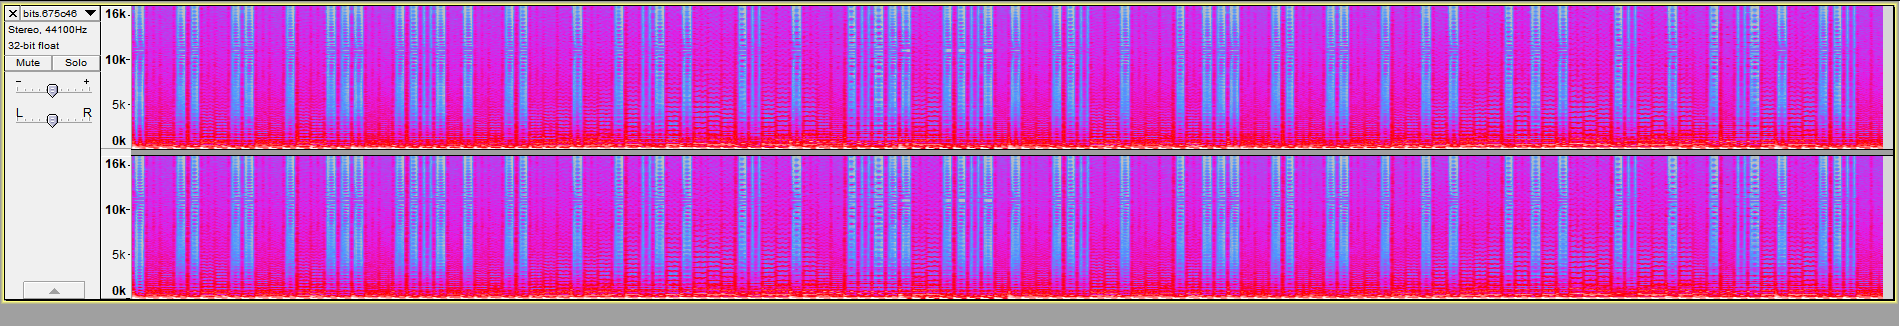 bits.675c46
Stereo, 44100Hz
32-bit float
Mute Solo
- +
L R
16k
10k
5k
0k
16k
10k
5k
0k